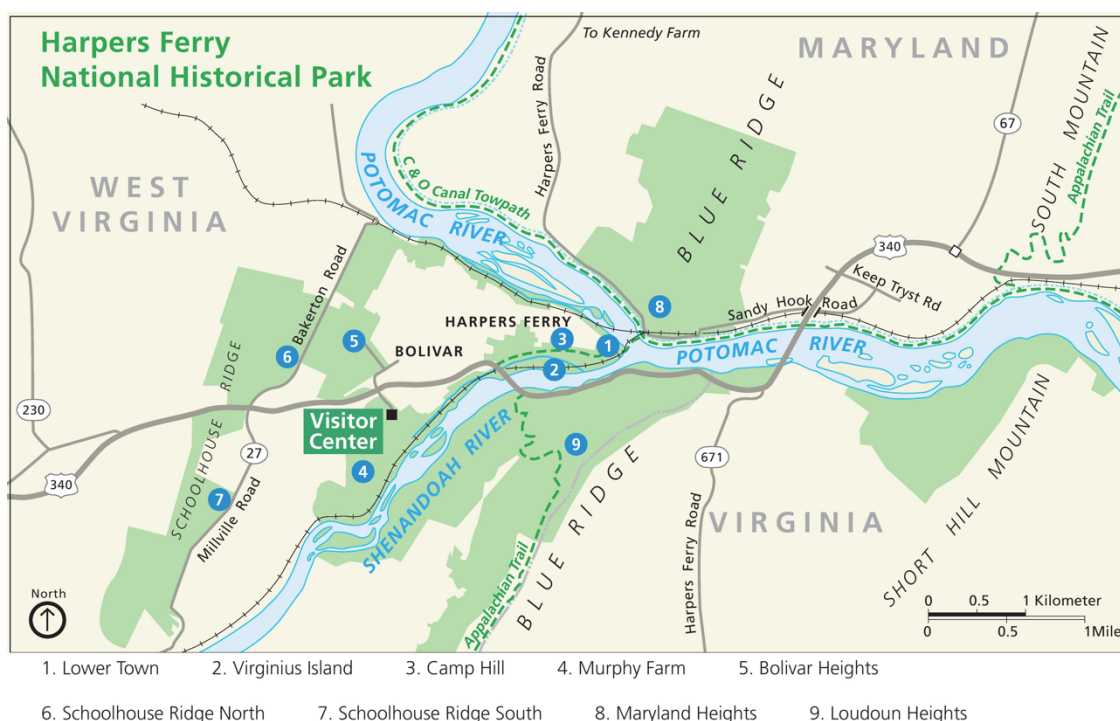 Harpers Ferry
National Historical Park
To Kennedy Farm
MARYLAND
Harpers Ferry Road
67
SOUTH MOUNTAIN
Appalachian Trail
WEST
VIRGINIA
POTOMAC RIVER
C & O Canal Towpath
BLUE RIDGE
340
Keep Tryst Rd
Sandy Hook Road
Bakerton Road
8
HARPERS FERRY
3
1
5
6
BOLIVAR
2
POTOMAC RIVER
SCHOOLHOUSE RIDGE
230
Visitor
Center
27
9
4
340
7
Millville Road
SHENANDOAH RIVER
671
VIRGINIA
SHORT HILL MOUNTAIN
BLUE RIDGE
Appalachian Trail
Harpers Ferry Road
North
0 0.5 1 Kilometer
0 0.5 1 Mile
1. Lower Town 2. Virginius Island 3. Camp Hill 4. Murphy Farm 5. Bolivar Heights
6. Schoolhouse Ridge North 7. Schoolhouse Ridge South 8. Maryland Heights 9. Loudoun Heights